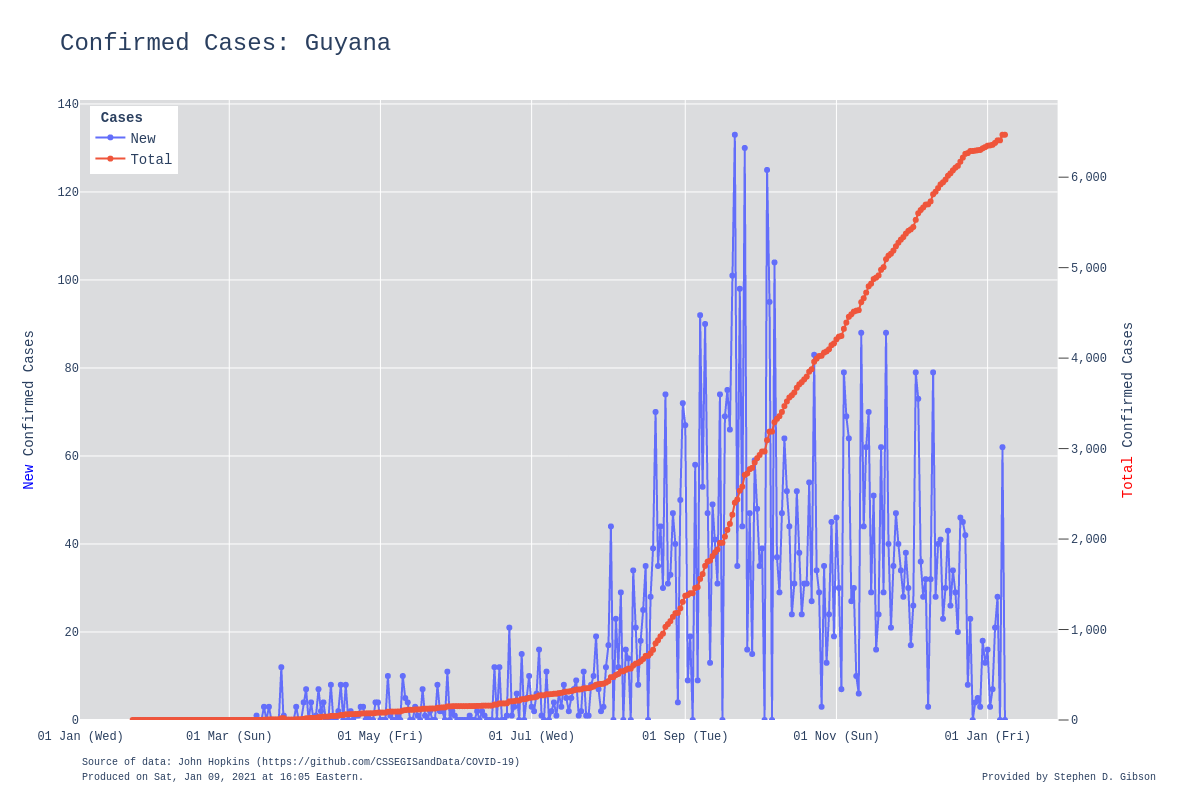 Confirmed Cases: Guyana
Cases
New
Total
140
120
100
80
60
40
20
0
6,000
5,000
4,000
3,000
2,000
1,000
0
New Confirmed Cases
Total Confirmed Cases
01 Jan (Wed) 01 Mar (Sun) 01 May (Fri) 01 Jul (Wed) 01 Sep (Tue) 01 Nov (Sun) 01 Jan (Fri)
Source of data: John Hopkins (https://github.com/CSSEGISandData/COVID-19)
Produced on Sat, Jan 09, 2021 at 16:05 Eastern.
Provided by Stephen D. Gibson